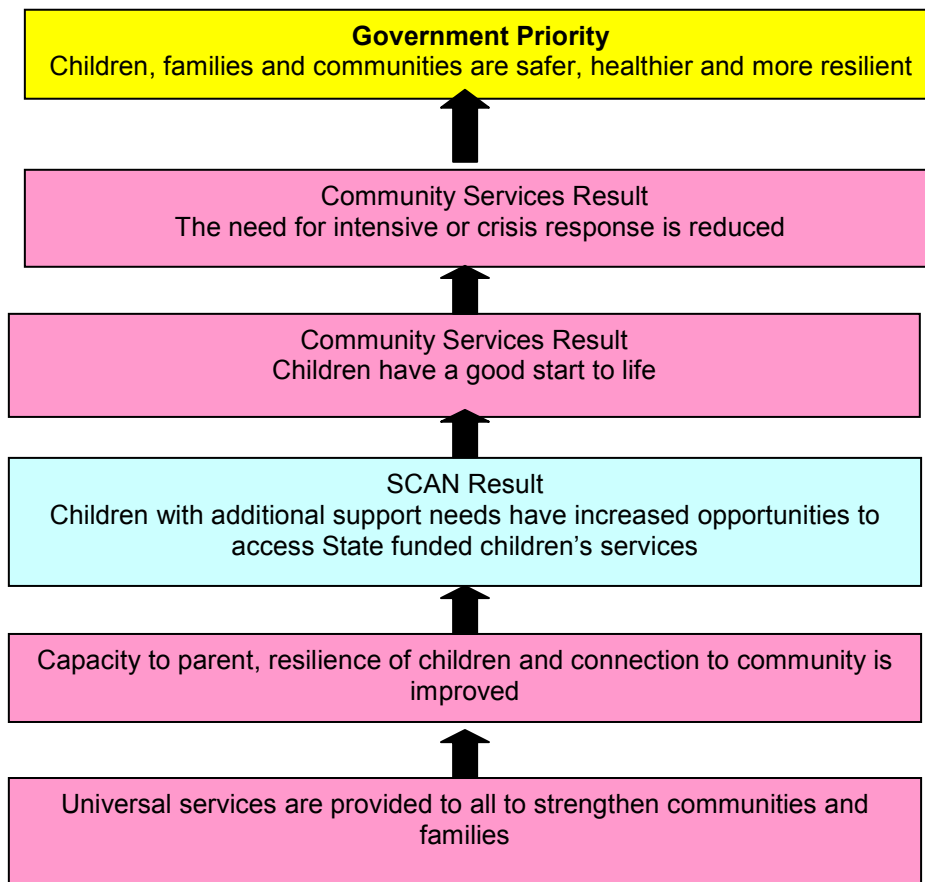 Government Priority
Children, families and communities are safer, healthier and more resilient
Community Services Result
The need for intensive or crisis response is reduced
Community Services Result
Children have a good start to life
SCAN Result
Children with additional support needs have increased opportunities to
access State funded children’s services
Capacity to parent, resilience of children and connection to community is
improved
Universal services are provided to all to strengthen communities and
families